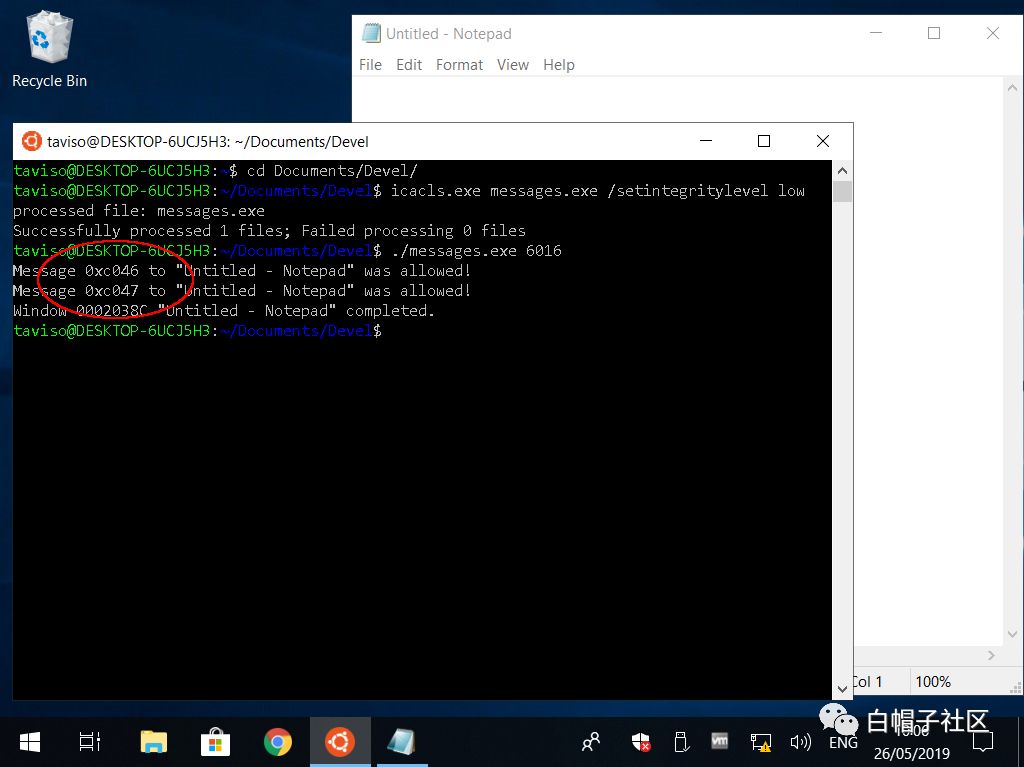 Recycle Bin
Untitled - Notepad
File Edit Format View Help
taviso@DESKTOP-6UCJ5H3: ~/Documents/Devel
taviso@DESKTOP-6UCJ5H3:~$ cd Documents/Devel/
taviso@DESKTOP-6UCJ5H3:~/Documents/Devel$ icacls.exe messages.exe /setintegritylevel low
processed file: messages.exe
Successfully processed 1 files; Failed processing 0 files
taviso@DESKTOP-6UCJ5H3:~/Documents/Devel$ ./messages.exe 6016
Message 0xc046 to "Untitled - Notepad" was allowed!
Message 0xc047 to "Untitled - Notepad" was allowed!
Window 0002038C "Untitled - Notepad" completed.
taviso@DESKTOP-6UCJ5H3:~/Documents/Devel$
Col 1 100%
白帽子社区
vm
ENG
26/05/2019